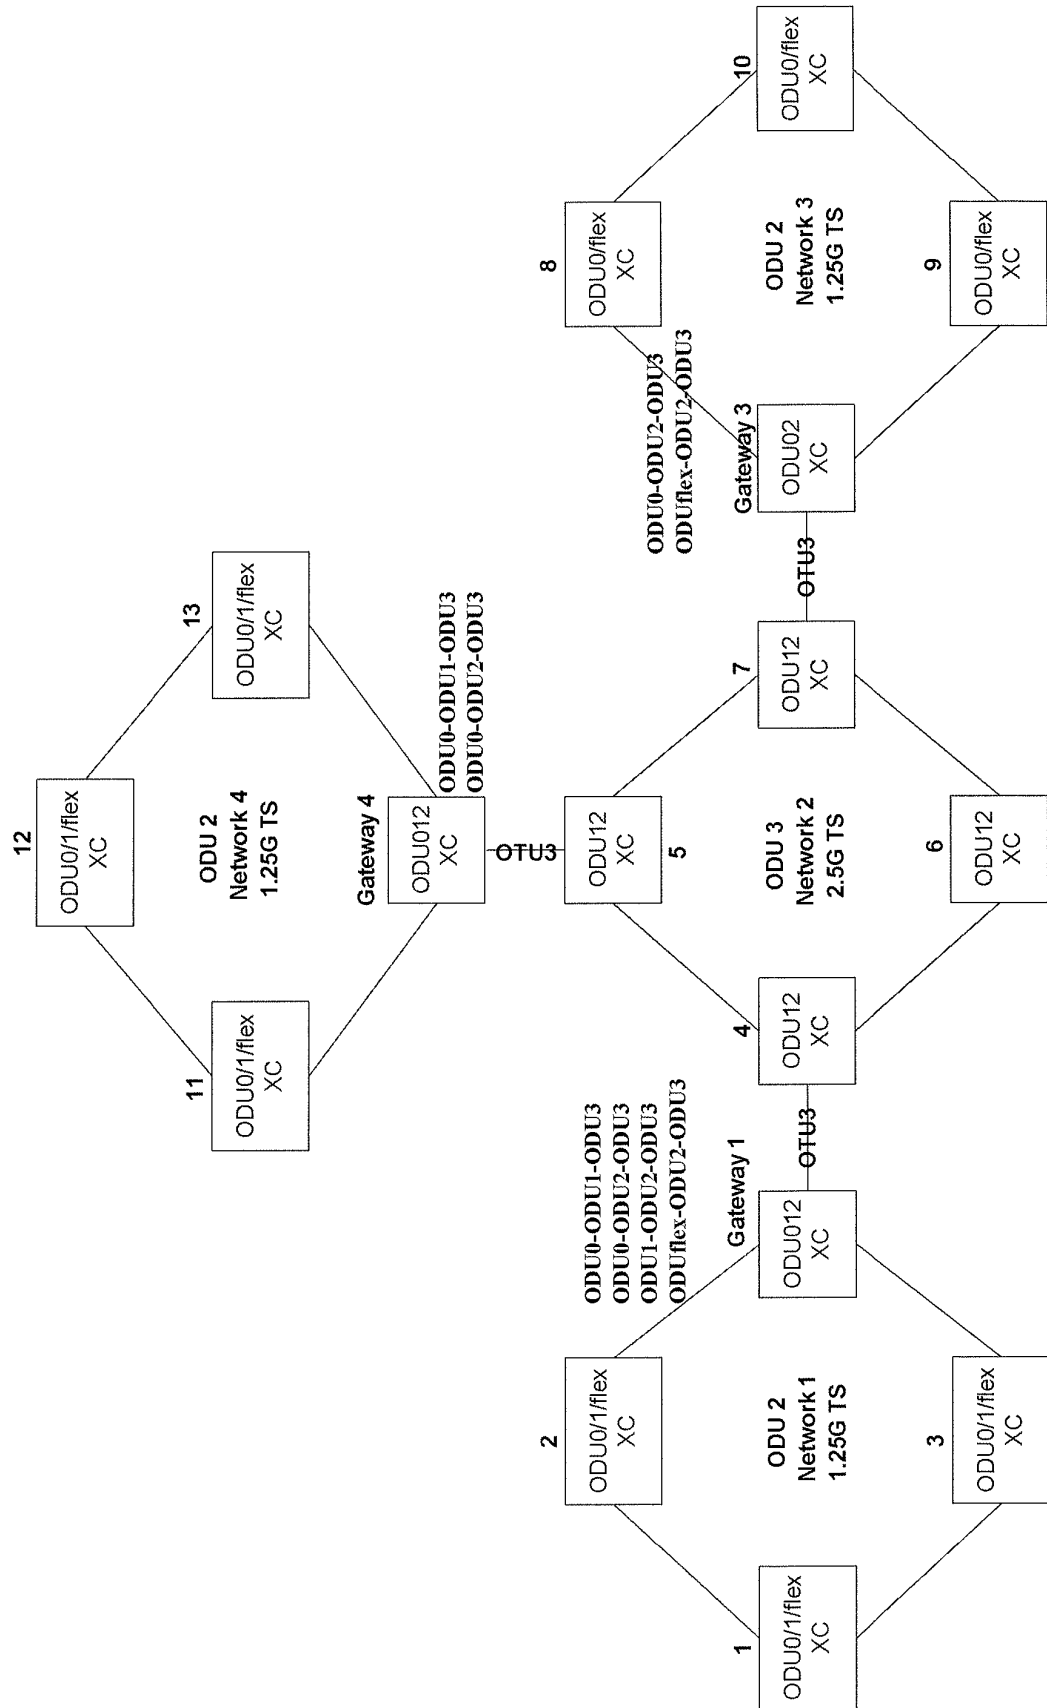 12
ODU0/1/flex
XC
11
ODU0/1/flex
XC
ODU 2
Network 4
1.25G TS
13
ODU0/1/flex
XC
Gateway 4
ODU012
XC
ODU0-ODU1-ODU3
ODU0-ODU2-ODU3
OTU3
2
ODU0/1/flex
XC
ODU0-ODU1-ODU3
ODU0-ODU2-ODU3
ODU1-ODU2-ODU3
ODUflex-ODU2-ODU3
ODU12
XC
5
ODU0-ODU2-ODU3
ODUflex-ODU2-ODU3
8
ODU0/flex
XC
1
ODU0/1/flex
XC
ODU 2
Network 1
1.25G TS
Gateway 1
ODU012
XC
OTU3
4
ODU12
XC
ODU 3
Network 2
2.5G TS
7
ODU12
XC
OTU3
Gateway 3
ODU02
XC
ODU 2
Network 3
1.25G TS
10
ODU0/flex
XC
3
ODU0/1/flex
XC
6
ODU12
XC
9
ODU0/flex
XC